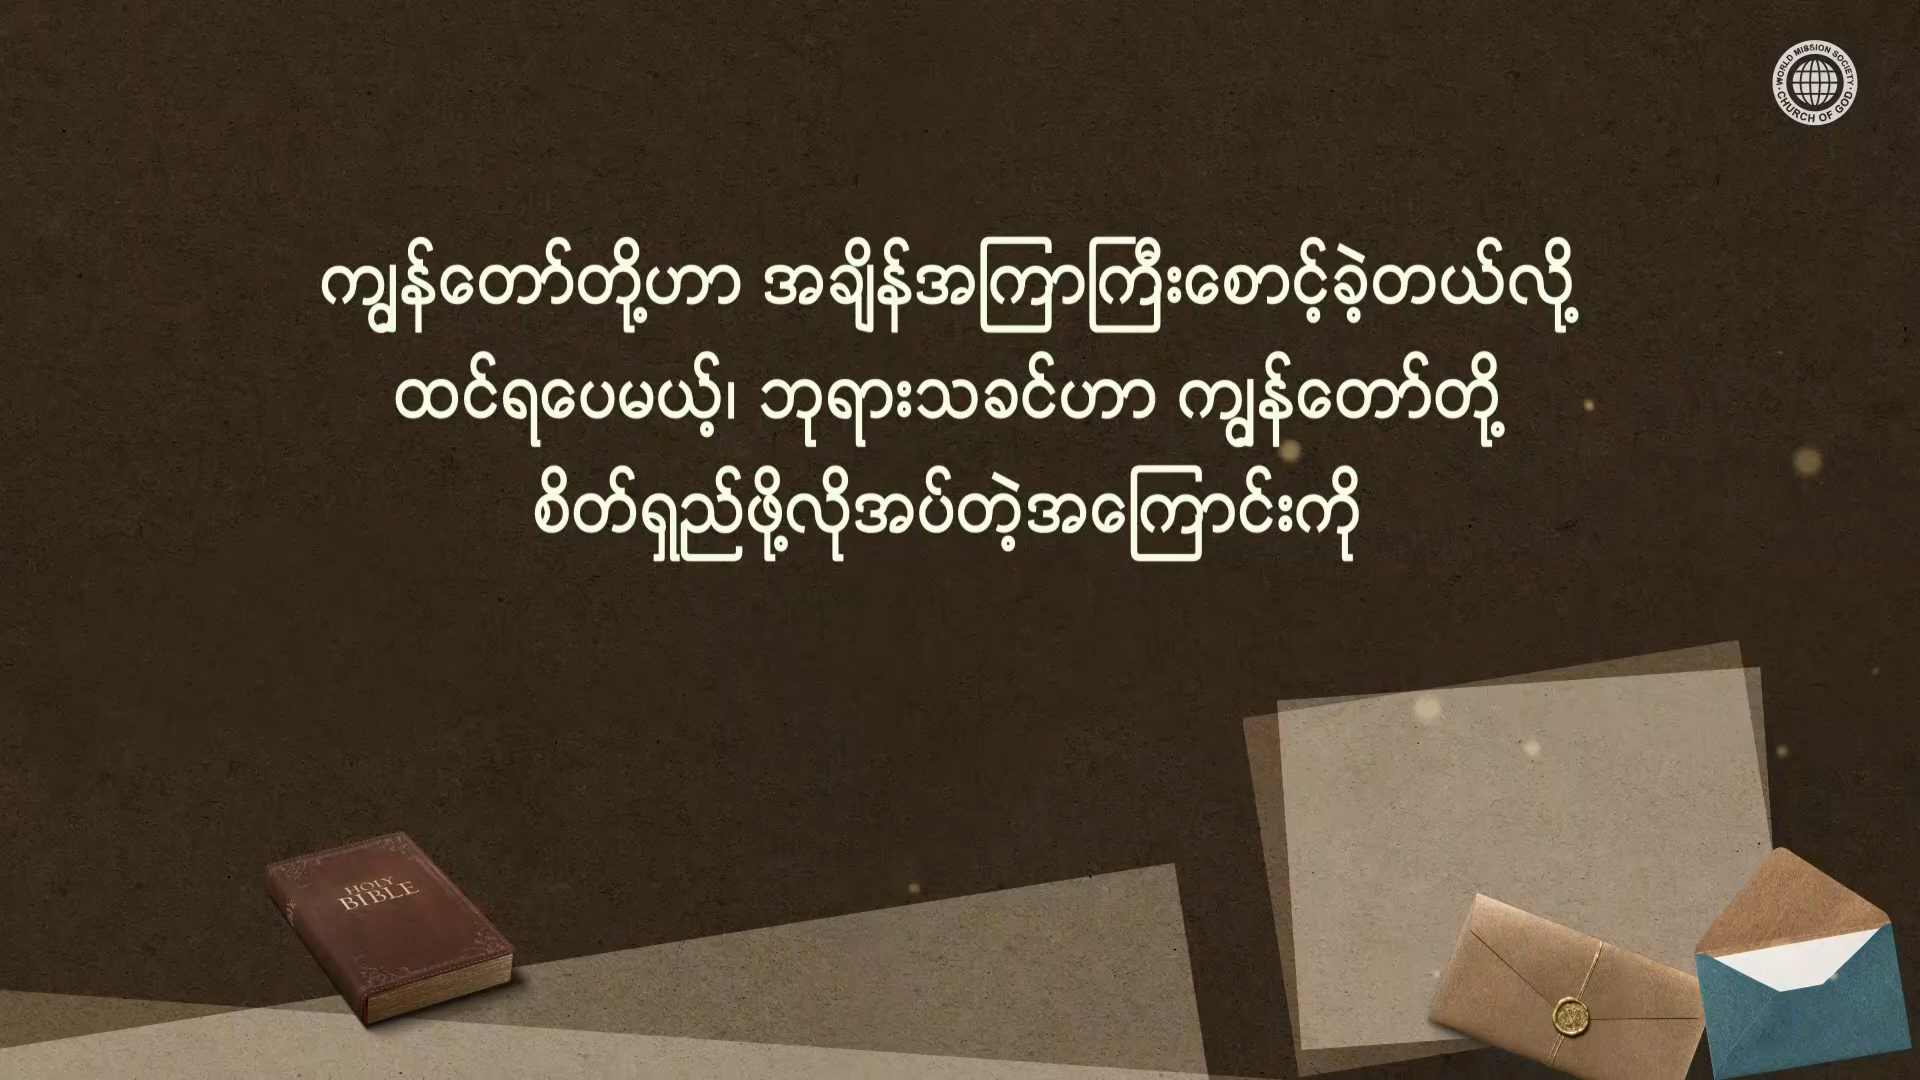 WORLD MISSION SOCIETY
CHURCH OF GOD
ကျွန်တော်တို့ဟာ အချိန်အကြာကြီးစောင့်ခဲ့တယ်လို့
ထင်ရပေမယ့်၊ ဘုရားသခင်ဟာ ကျွန်တော်တို့
စိတ်ရှည်ဖို့လိုအပ်တဲ့အကြောင်းကို
HOLY
BIBLE